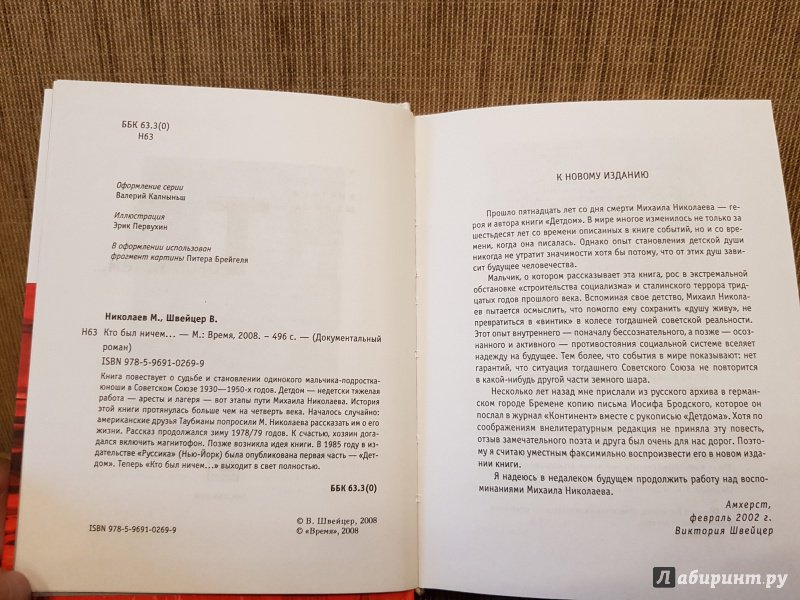 ББК 63.3(0)
Н63
Оформление серии
Валерий Калныньш
Иллюстрация
Эрик Первухин
В оформлении использован
фрагмент картины Питера Брейгеля
Николаев М., Швейцер В.
Н63 Кто был ничем... — М.: Время, 2008. – 496 с. — (Документальный
роман)
ISBN 978-5-9691-0269-9
Книга повествует о судьбе и становлении одинокого мальчика-подростка-
юноши в Советском Союзе 1930—1950-х годов. Детдом — недетски тяжелая
работа — аресты и лагеря — вот этапы пути Михаила Николаева. История
этой книги протянулась больше чем на четверть века. Началось случайно:
американские друзья Таубманы попросили М. Николаева рассказать им о его
жизни. Рассказ продолжался зиму 1978/79 годов. К счастью, хозяин дога-
дался включить магнитофон. Позже возникла идея книги. В 1985 году в из-
дательстве «Руссика» (Нью-Йорк) была опубликована первая часть — «Дет-
дом». Теперь «Кто был ничем...» выходит в свет полностью.
ББК 63.3(0)
© В. Швейцер, 2008
ISBN 978-5-9691-0269-9
© «Время», 2008
К НОВОМУ ИЗДАНИЮ
Прошло пятнадцать лет со дня смерти Михаила Николаева — ге-
роя и автора книги «Детдом». В мире многое изменилось не только за
шестьдесят лет со времени описанных в книге событий, но и со вре-
мени, когда она писалась. Однако опыт становления детской души
никогда не утратит значимости хотя бы потому, что от этих душ зави-
сит будущее человечества.
Мальчик, о котором рассказывает эта книга, рос в экстремальной
обстановке «строительства социализма» и сталинского террора трид-
цатых годов прошлого века. Вспоминая свое детство, Михаил Никола-
ев пытается осмыслить, что помогло ему сохранить «душу живу», не
превратиться в «винтик» в колесе тогдашней советской реальности.
Этот опыт внутреннего — поначалу бессознательного, а позже — осо-
знанного и активного — противостояния социальной системе вселяет
надежду на будущее. Тем более, что события в мире показывают: нет
гарантий, что ситуация тогдашнего Советского Союза не повторится
в какой-нибудь другой части земного шара.
Несколько лет назад мне прислали из русского архива в герман-
ском городе Бремене копию письма Иосифа Бродского, которое он
послал в журнал «Континент» вместе с рукописью «Детдома». Хотя по
соображениям внелитературным редакция не приняла эту повесть,
отзыв замечательного поэта и друга был очень для нас дорог. Поэто-
му я считаю уместным факсимильно воспроизвести его в новом изда-
нии книги.
Я надеюсь в недалеком будущем продолжить работу над воспо-
минаниями Михаила Николаева.
Амхерст,
февраль 2002 г.
Виктория Швейцер
Лабиринт.ру